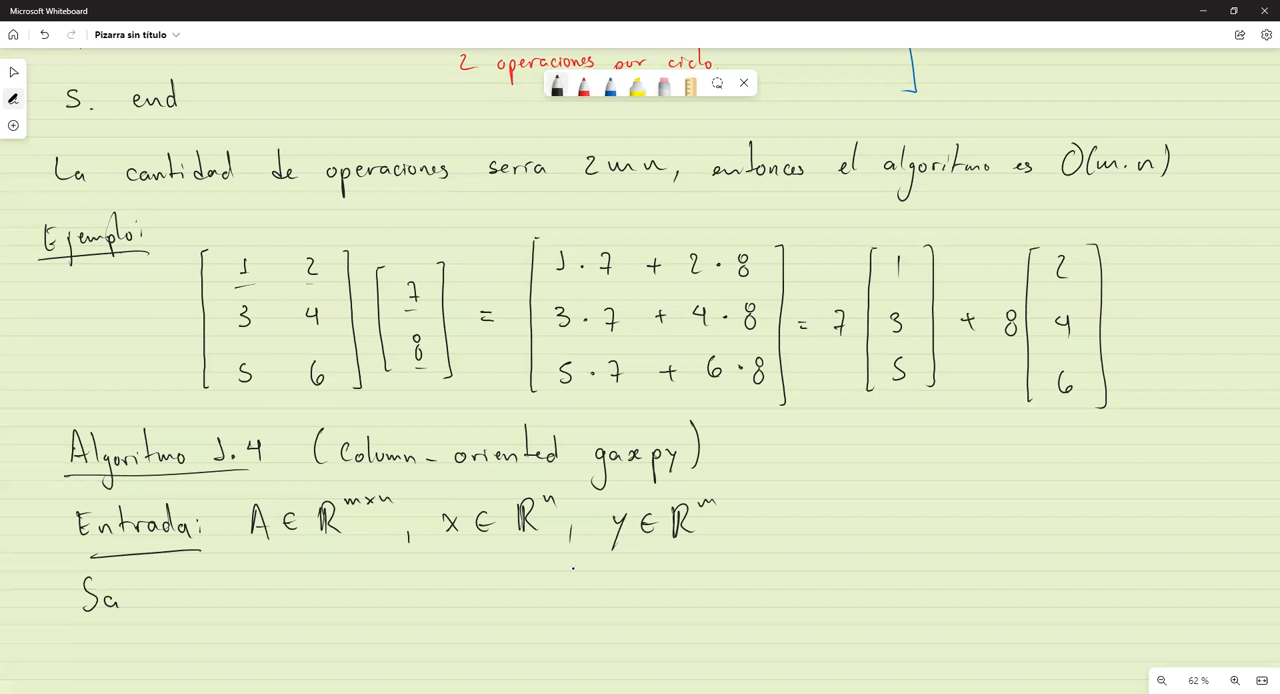 Microsoft Whiteboard
Pizarra sin título
2 operaciones por ciclo.
5. end
La cantidad de operaciones sería 2mn, entonces el algoritmo es O(m.n)
Ejemplo:
[1 2; 3 4; 5 6] [7; 8] = [1·7 + 2·8; 3·7 + 4·8; 5·7 + 6·8] = 7 [1; 3; 5] + 8 [2; 4; 6]
Algoritmo 1.4 (Column-oriented gaxpy)
Entrada: A ∈ ℝ^{m×n}, x ∈ ℝ^n, y ∈ ℝ^m
Sa
62 %